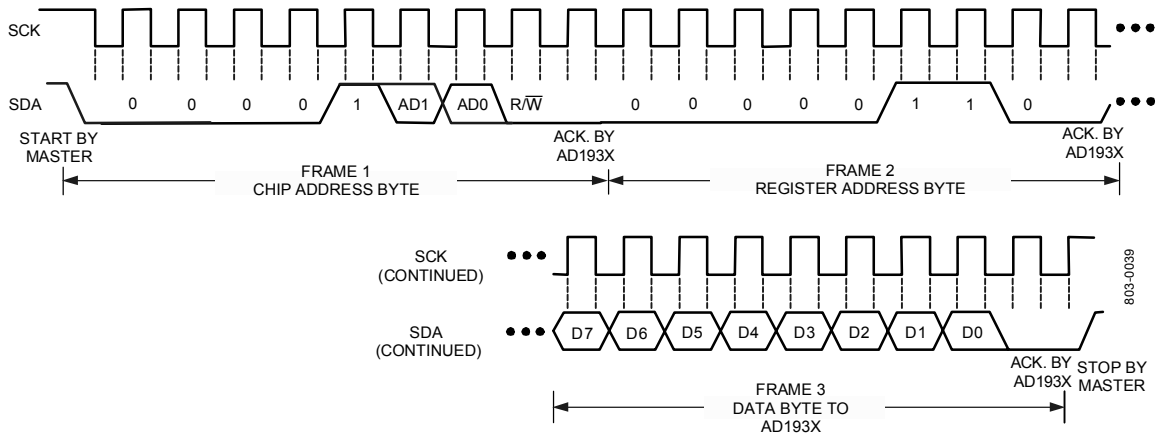 SCK
SDA
0 0 0 0 1 AD1 AD0 R/W 0 0 0 0 0 1 1 0
START BY
MASTER
ACK. BY
AD193X
ACK. BY
AD193X
FRAME 1
CHIP ADDRESS BYTE
FRAME 2
REGISTER ADDRESS BYTE
SCK
(CONTINUED)
SDA
(CONTINUED)
D7 D6 D5 D4 D3 D2 D1 D0
ACK. BY
AD193X
STOP BY
MASTER
FRAME 3
DATA BYTE TO
AD193X
803-0039